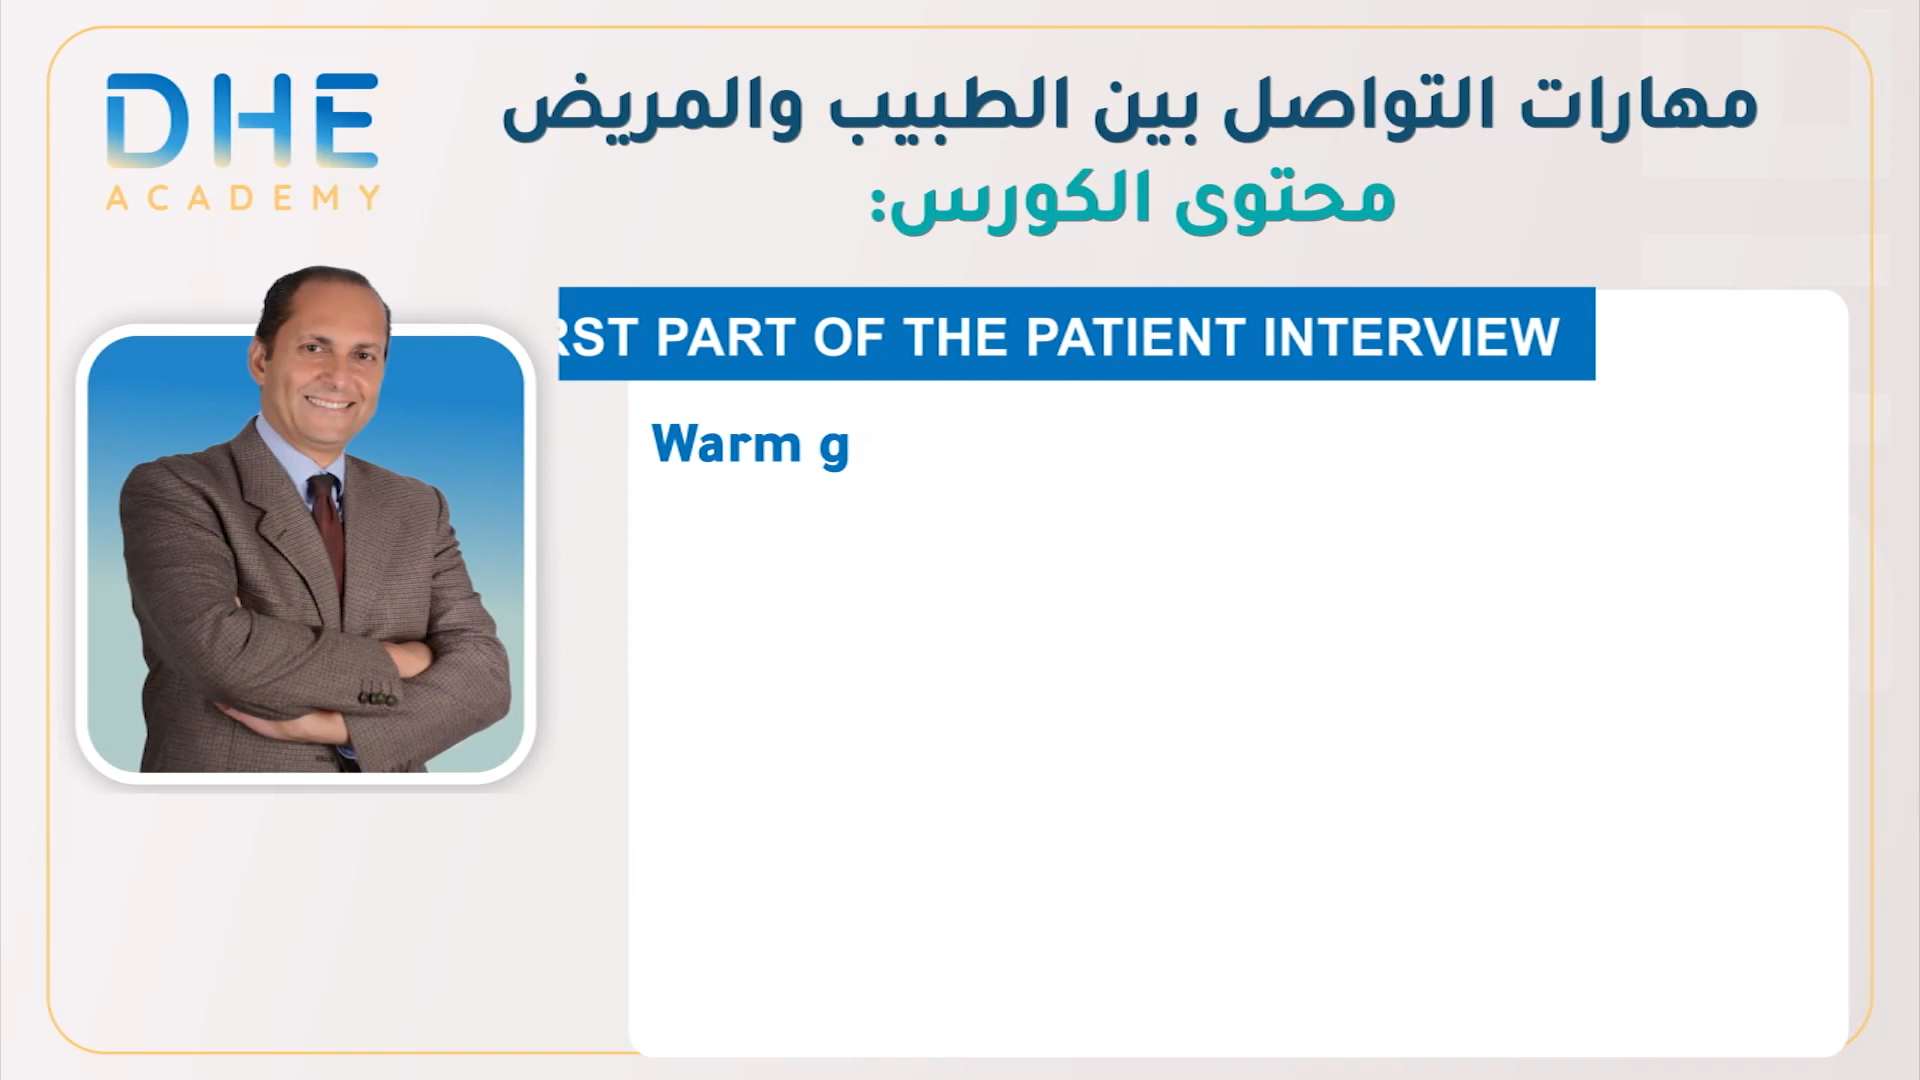 DHE
ACADEMY
مهارات التواصل بين الطبيب والمريض
محتوى الكورس:
RST PART OF THE PATIENT INTERVIEW
Warm g